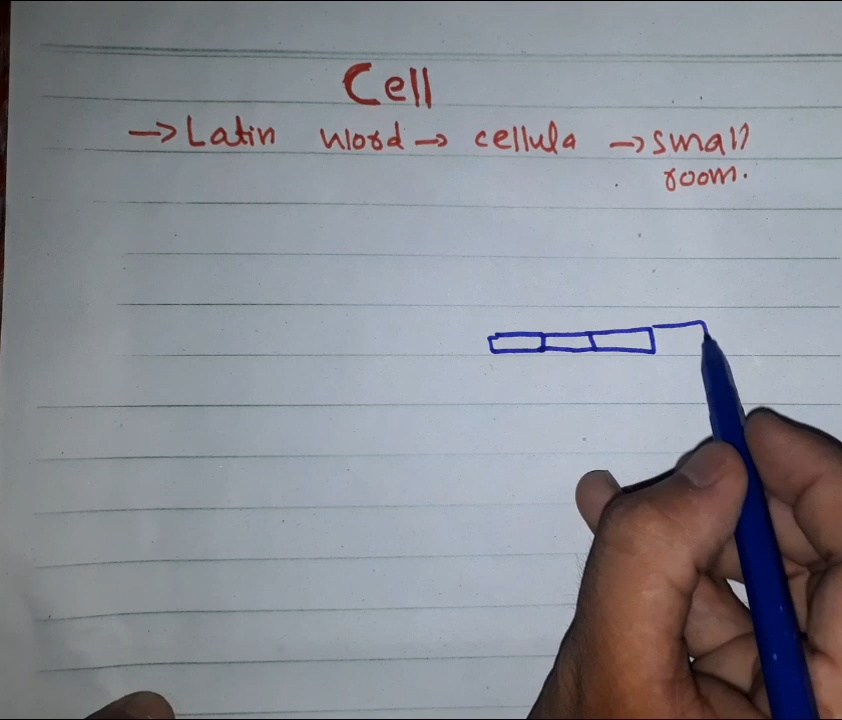 Cell
→ Latin word → cellula → small
room.